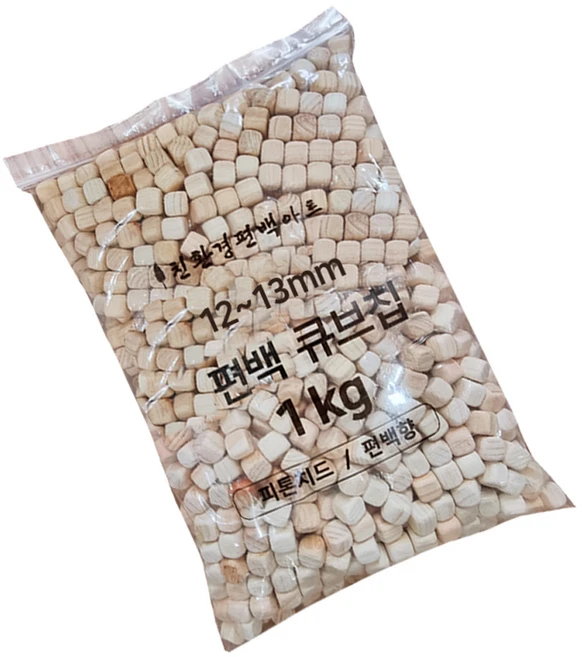 친환경편백아트
12~13mm
편백 큐브칩
1kg
피톤치드 / 편백향